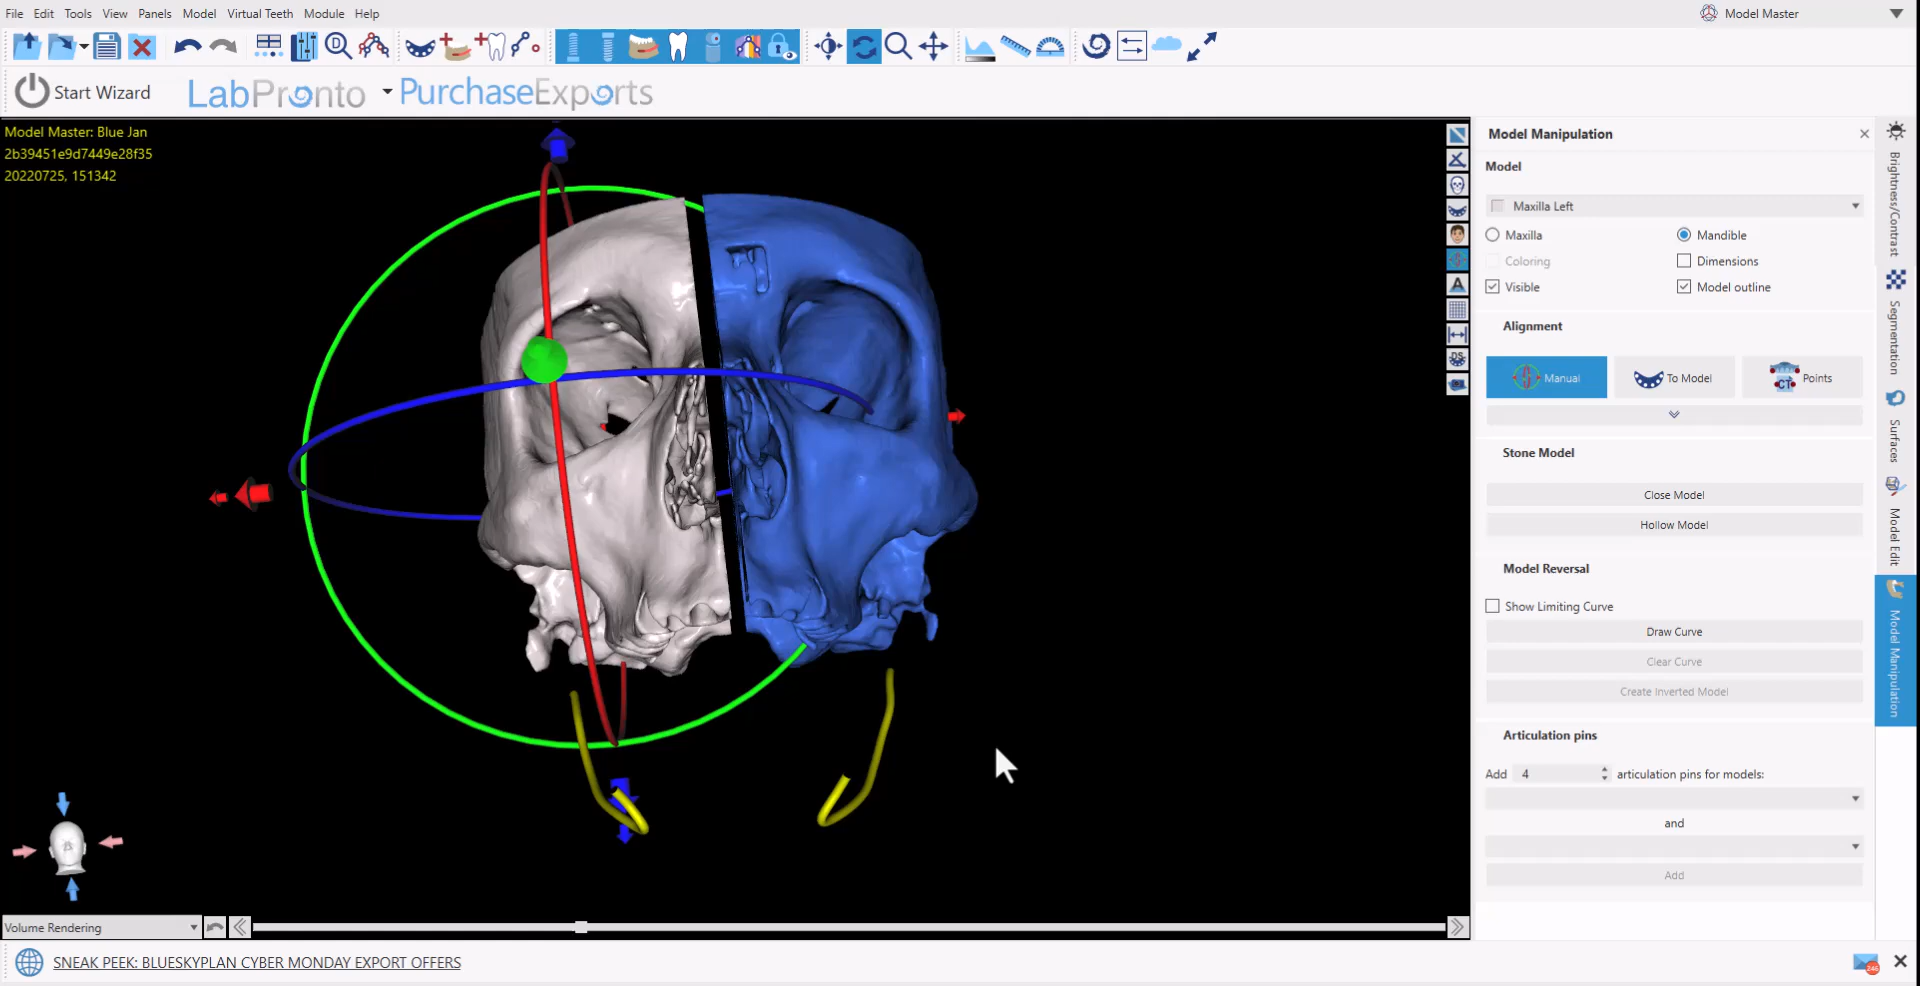 File Edit Tools View Panels Model Virtual Teeth Module Help
Model Master
Start Wizard
LabPronto
PurchaseExports
Model Master: Blue Jan
2b39451e9d7449e28f35
20220725, 151342
Model Manipulation
Model
Maxilla Left
Maxilla
Mandible
Coloring
Dimensions
Visible
Model outline
Alignment
Manual
To Model
CT
Points
Stone Model
Close Model
Hollow Model
Model Reversal
Show Limiting Curve
Draw Curve
Clear Curve
Create Inverted Model
Articulation pins
Add 4 articulation pins for models:
and
Add
Brightness/Contrast
Segmentation
Surfaces
Model Edit
Model Manipulation
D
A
DS
Volume Rendering
SNEAK PEEK: BLUESKYPLAN CYBER MONDAY EXPORT OFFERS
246